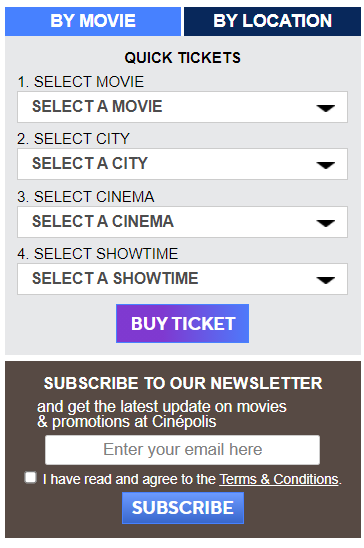 BY MOVIE
BY LOCATION
QUICK TICKETS
1. SELECT MOVIE
SELECT A MOVIE
2. SELECT CITY
SELECT A CITY
3. SELECT CINEMA
SELECT A CINEMA
4. SELECT SHOWTIME
SELECT A SHOWTIME
BUY TICKET
SUBSCRIBE TO OUR NEWSLETTER
and get the latest update on movies
& promotions at Cinépolis
Enter your email here
I have read and agree to the Terms & Conditions.
SUBSCRIBE